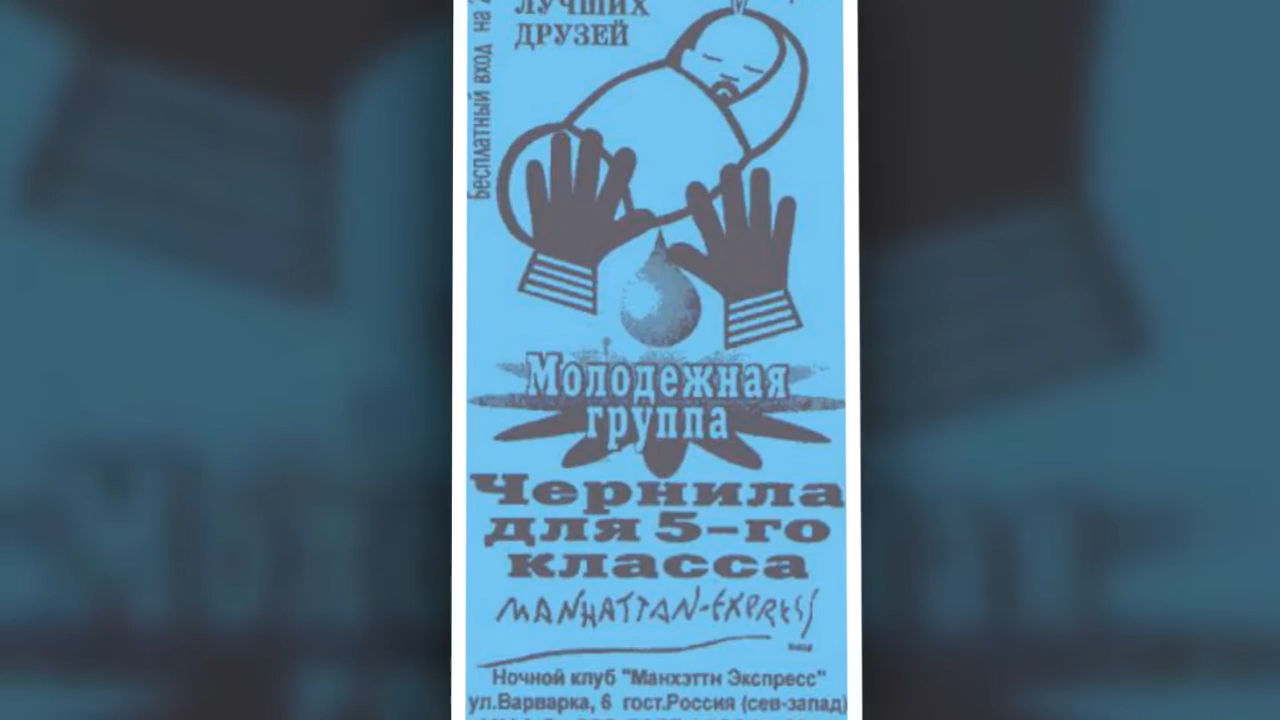 ЛУЧШИХ
ДРУЗЕЙ
Бесплатный вход на
Молодежная
группа
Чернила
для 5-го
класса
MANHATTAN-EXPRESS
Ночной клуб "Манхэттн Экспресс"
ул.Варварка, 6 гост.Россия (сев-запад)